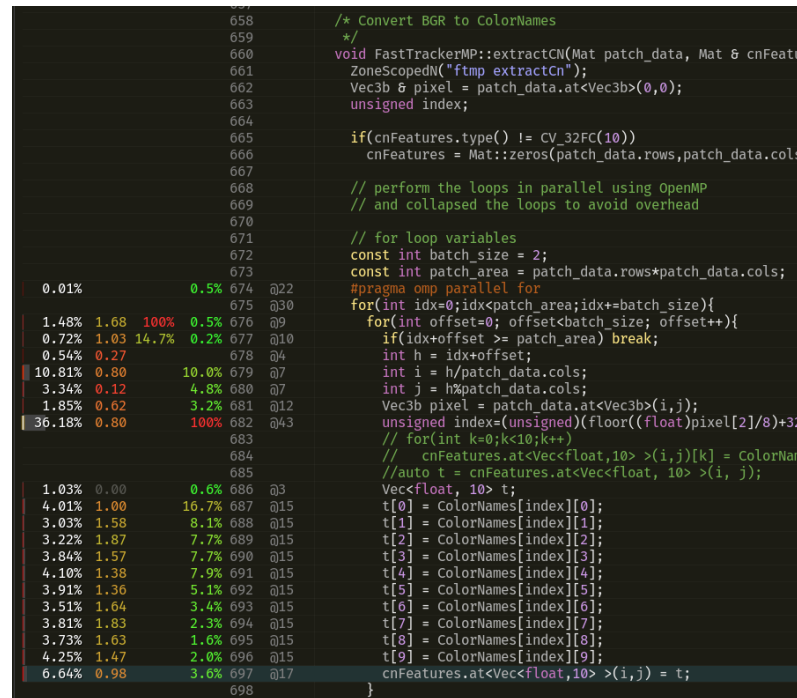 658 /* Convert BGR to ColorNames
659 */
660 void FastTrackerMP::extractCN(Mat patch_data, Mat & cnFeatu
661 ZoneScopedN("ftmp extractCn");
662 Vec3b & pixel = patch_data.at<Vec3b>(0,0);
663 unsigned index;
664
665 if(cnFeatures.type() != CV_32FC(10))
666 cnFeatures = Mat::zeros(patch_data.rows,patch_data.cols
667
668 // perform the loops in parallel using OpenMP
669 // and collapsed the loops to avoid overhead
670
671 // for loop variables
672 const int batch_size = 2;
673 const int patch_area = patch_data.rows*patch_data.cols;
0.01% 0.5% 674 @22 #pragma omp parallel for
675 @30 for(int idx=0;idx<patch_area;idx+=batch_size){
1.48% 1.68 100% 0.5% 676 @9 for(int offset=0; offset<batch_size; offset++){
0.72% 1.03 14.7% 0.2% 677 @10 if(idx+offset >= patch_area) break;
0.54% 0.27 678 @4 int h = idx+offset;
10.81% 0.80 10.0% 679 @7 int i = h/patch_data.cols;
3.34% 0.12 4.8% 680 @7 int j = h%patch_data.cols;
1.85% 0.62 3.2% 681 @12 Vec3b pixel = patch_data.at<Vec3b>(i,j);
36.18% 0.80 100% 682 @43 unsigned index=(unsigned)(floor((float)pixel[2]/8)+32
683 // for(int k=0;k<10;k++)
684 // cnFeatures.at<Vec<float,10> >(i,j)[k] = ColorNam
685 //auto t = cnFeatures.at<Vec<float, 10> >(i, j);
1.03% 0.00 0.6% 686 @3 Vec<float, 10> t;
4.01% 1.00 16.7% 687 @15 t[0] = ColorNames[index][0];
3.03% 1.58 8.1% 688 @15 t[1] = ColorNames[index][1];
3.22% 1.87 7.7% 689 @15 t[2] = ColorNames[index][2];
3.84% 1.57 7.7% 690 @15 t[3] = ColorNames[index][3];
4.10% 1.38 7.9% 691 @15 t[4] = ColorNames[index][4];
3.91% 1.36 5.1% 692 @15 t[5] = ColorNames[index][5];
3.51% 1.64 3.4% 693 @15 t[6] = ColorNames[index][6];
3.81% 1.83 2.3% 694 @15 t[7] = ColorNames[index][7];
3.73% 1.63 1.6% 695 @15 t[8] = ColorNames[index][8];
4.25% 1.47 2.0% 696 @15 t[9] = ColorNames[index][9];
6.64% 0.98 3.6% 697 @17 cnFeatures.at<Vec<float,10> >(i,j) = t;
698 }